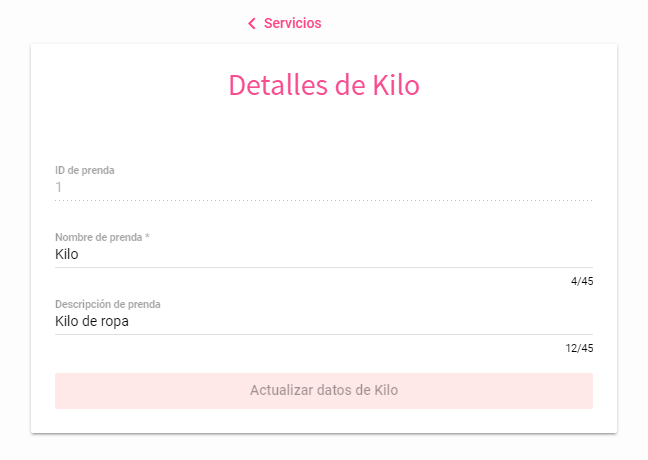 Servicios
Detalles de Kilo
ID de prenda
1
Nombre de prenda *
Kilo
4/45
Descripción de prenda
Kilo de ropa
12/45
Actualizar datos de Kilo